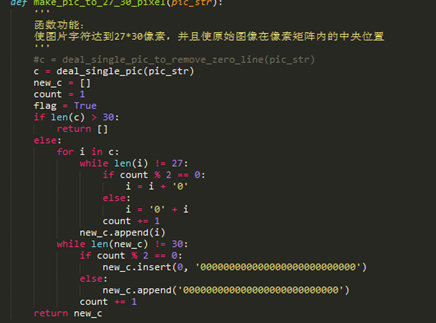 def make_pic_to_27_30_pixel(pic_str):
'''
函数功能：
使图片字符达到27*30像素，并且使原始图像在像素矩阵内的中央位置
'''
#c = deal_single_pic_to_remove_zero_line(pic_str)
c = deal_single_pic(pic_str)
new_c = []
count = 1
flag = True
if len(c) > 30:
return []
else:
for i in c:
while len(i) != 27:
if count % 2 == 0:
i = i + '0'
else:
i = '0' + i
count += 1
new_c.append(i)
while len(new_c) != 30:
if count % 2 == 0:
new_c.insert(0, '000000000000000000000000000')
else:
new_c.append('000000000000000000000000000')
count += 1
return new_c